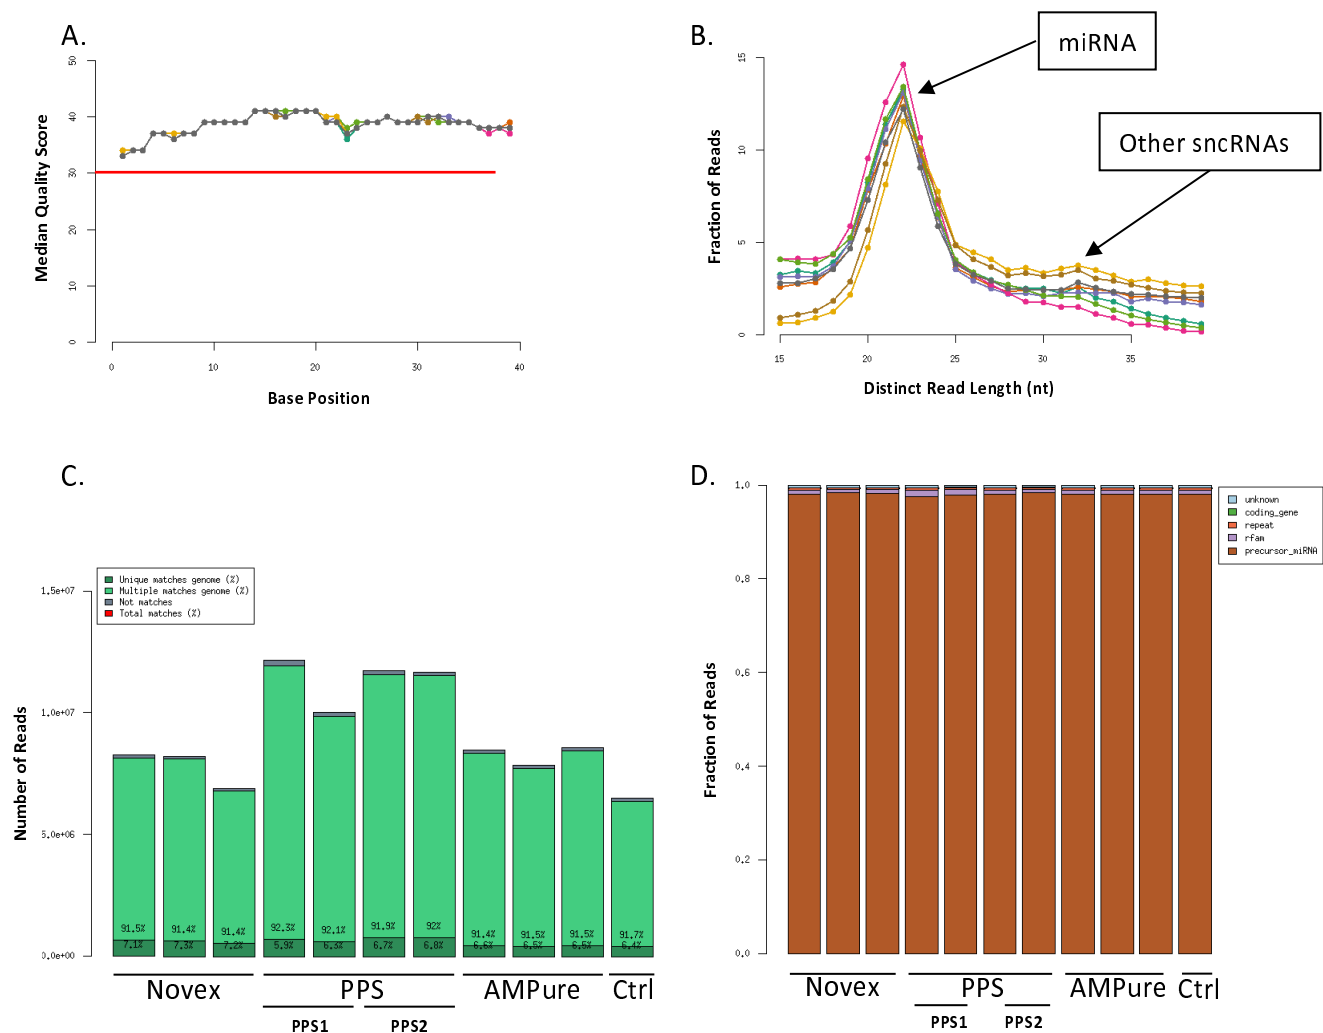 A.
50
40
30
20
10
0
Median Quality Score
0
10
20
30
40
Base Position
B.
miRNA
Other sncRNAs
15
10
5
0
Fraction of Reads
15
20
25
30
35
Distinct Read Length (nt)
C.
Unique matches genome (%)
Multiple matches genome (%)
Not matches
Total matches (%)
1.5e+07
1.0e+07
5.0e+06
0.0e+00
Number of Reads
91.5% 91.4% 91.4% 92.3% 92.1% 91.9% 92% 91.4% 91.5% 91.5% 91.7%
7.1% 7.3% 7.2% 5.9% 6.3% 6.7% 6.8% 6.6% 6.5% 6.5% 6.4%
Novex PPS AMPure Ctrl
PPS1 PPS2
D.
unknown
coding_gene
repeat
rfam
precursor_miRNA
1.0
0.8
0.6
0.4
0.2
0.0
Fraction of Reads
Novex PPS AMPure Ctrl
PPS1 PPS2